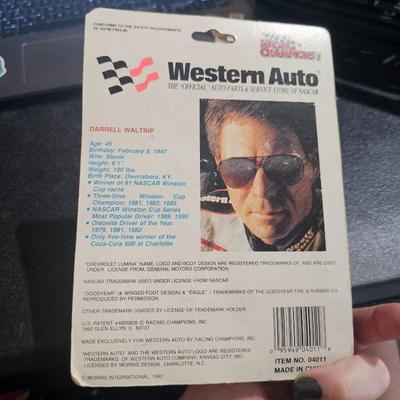 CONFORMS TO THE SAFETY REQUIREMENTS
OF ASTM F963-86.
RACING
CHAMPIONS
Western Auto
THE "OFFICIAL" AUTO PARTS & SERVICE STORE OF NASCAR
DARRELL WALTRIP
Age: 45
Birthday: February 5, 1947
Wife: Stevie
Height: 6'1"
Weight: 190 lbs.
Birth Place: Owensboro, KY.
• Winner of 81 NASCAR Winston
Cup races
• Three-time Winston Cup
Champion: 1981, 1982, 1985
• NASCAR Winston Cup Series
Most Popular Driver: 1989, 1990
• Olsonite Driver of the Year:
1979, 1981, 1982
• Only five-time winner of the
Coca-Cola 600 at Charlotte
"CHEVROLET LUMINA" NAME, LOGO AND BODY DESIGN ARE REGISTERED TRADEMARKS OF, AND ARE USED
UNDER LICENSE FROM, GENERAL MOTORS CORPORATION
NASCAR TRADEMARK USED UNDER LICENSE FROM NASCAR
"GOODYEAR" (& WINGED FOOT DESIGN) & "EAGLE" – TRADEMARKS OF THE GOODYEAR TIRE & RUBBER CO.
REPRODUCED BY PERMISSION
OTHER TRADEMARKS USED BY LICENSE OF TRADEMARK HOLDER
U.S. PATENT #4906828 © RACING CHAMPIONS, INC
1992 GLEN ELLYN, IL 60137
MADE EXCLUSIVELY FOR WESTERN AUTO BY RACING CHAMPIONS, INC.
"WESTERN AUTO" AND THE WESTERN AUTO LOGO ARE REGISTERED
TRADEMARKS OF WESTERN AUTO COMPANY, KANSAS CITY, MO.,
LICENSED BY MORRIS DESIGN, CHARLOTTE, N.C
© MORRIS INTERNATIONAL, 1992
0 95949 04011 6
ITEM NO. 04011
MADE IN